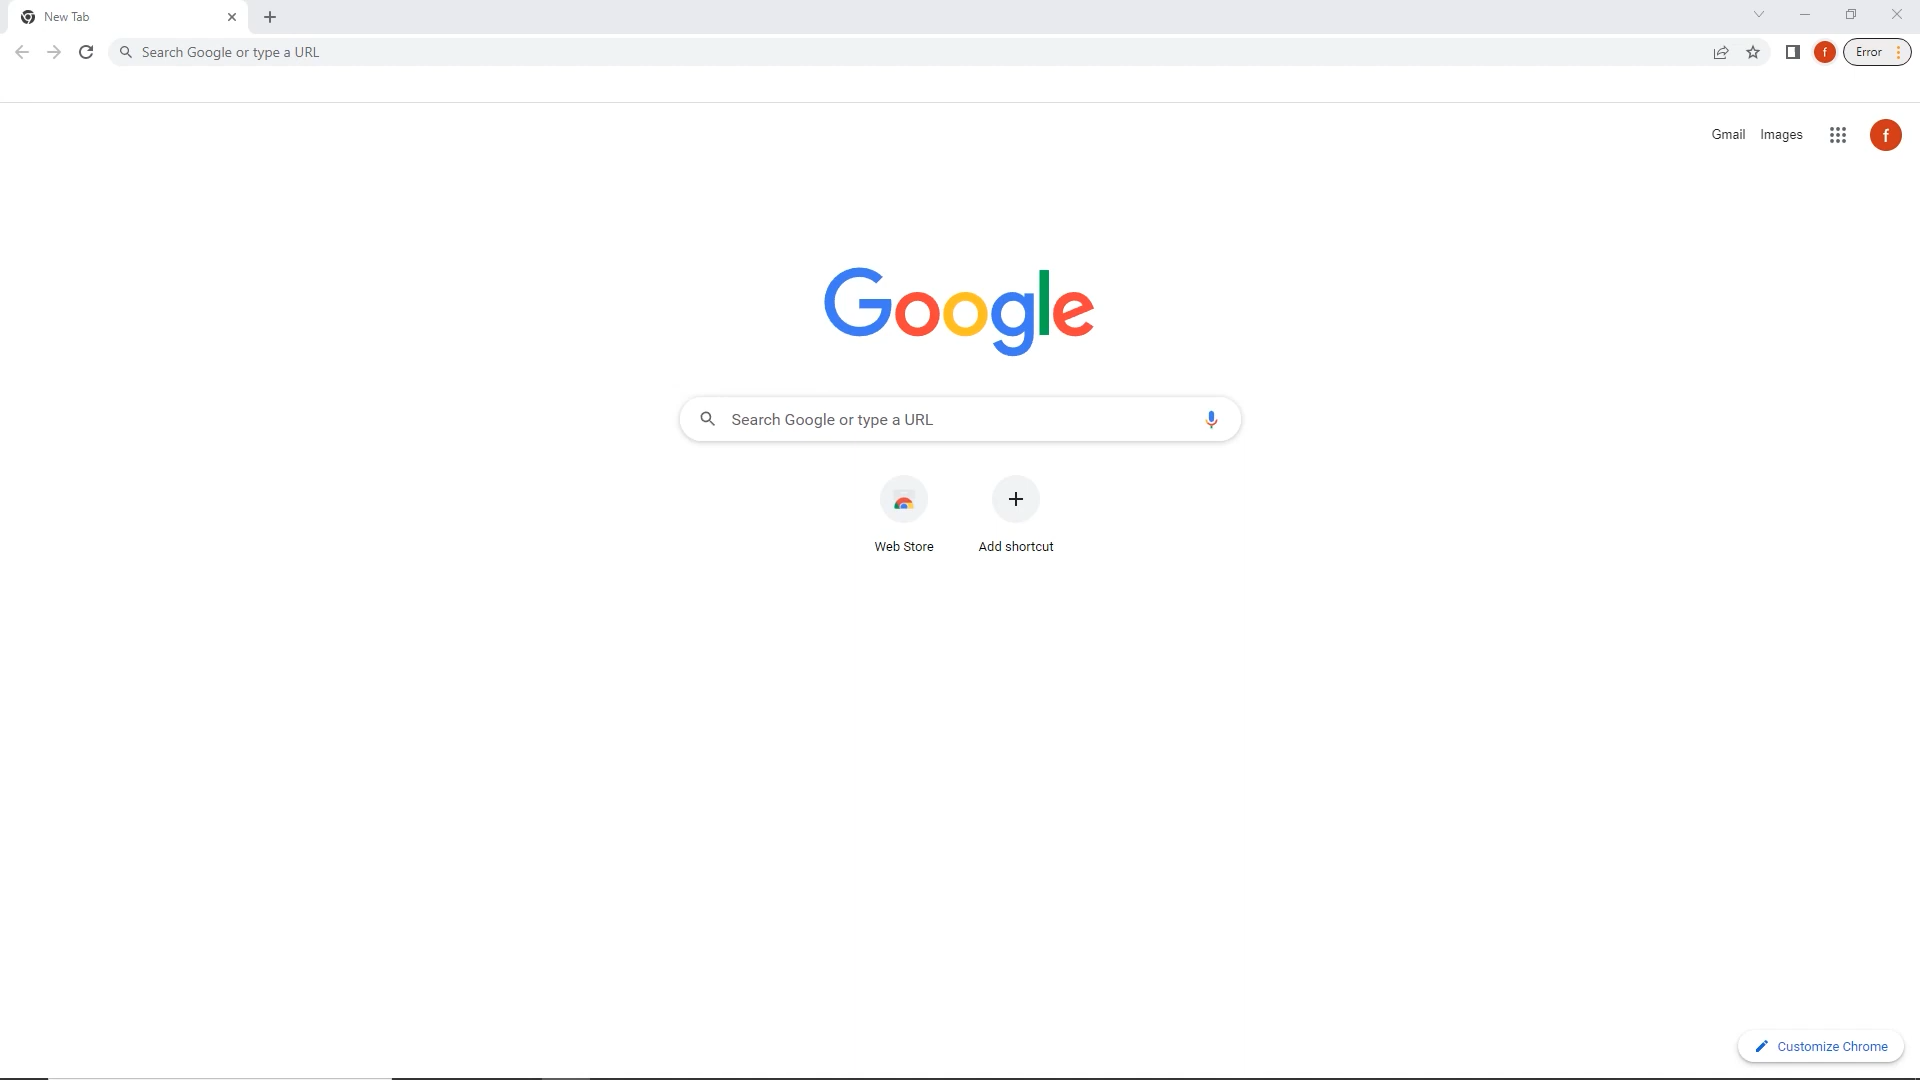 New Tab
Search Google or type a URL
f
Error
Gmail
Images
f
Google
Search Google or type a URL
Web Store
Add shortcut
Customize Chrome